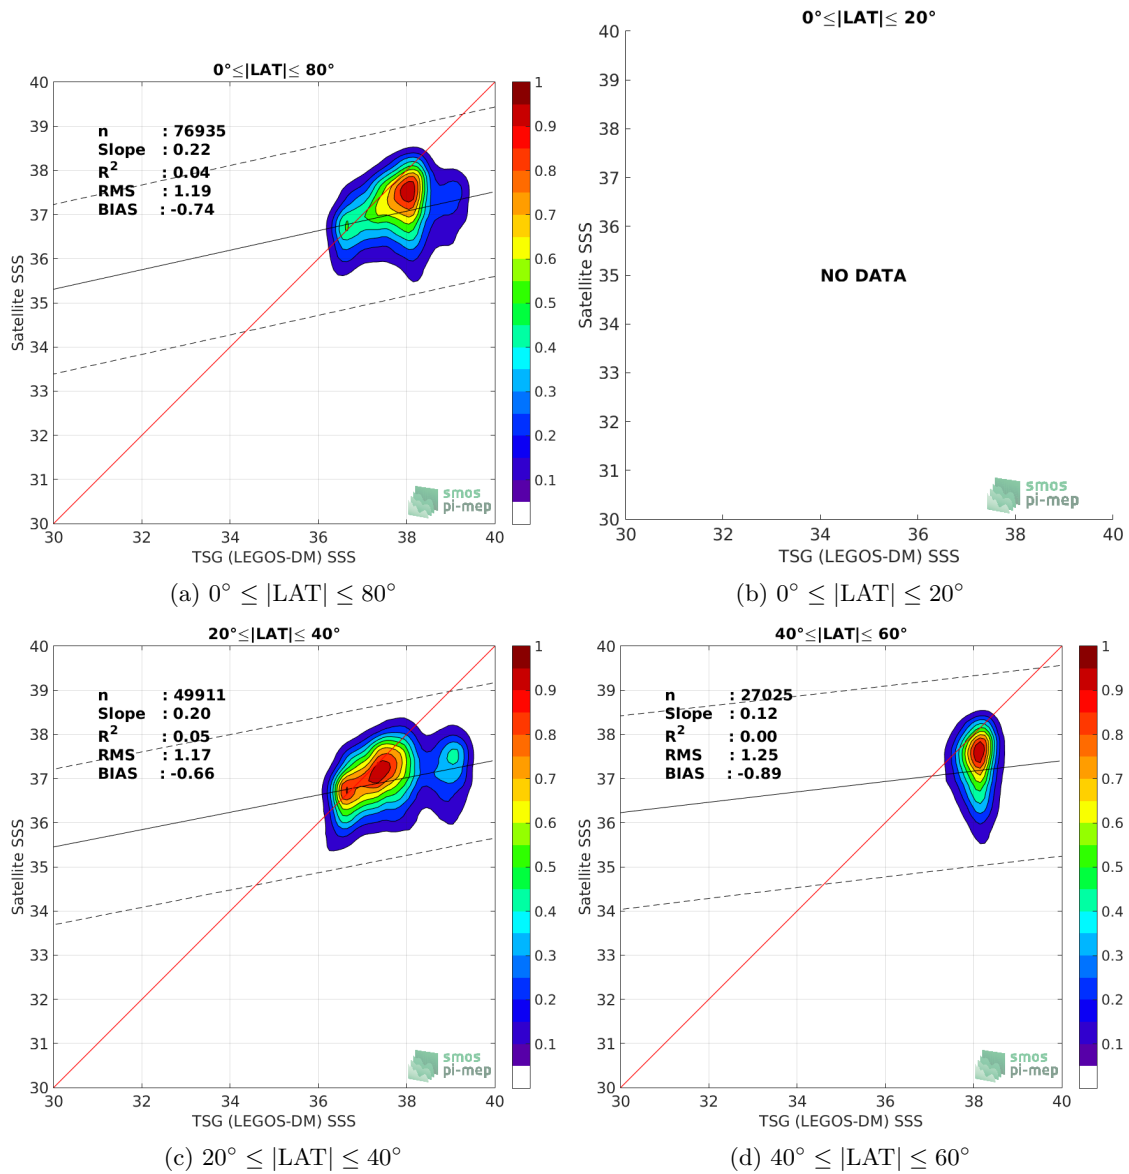 0°≤|LAT|≤ 80°
n : 76935
Slope : 0.22
R² : 0.04
RMS : 1.19
BIAS : -0.74
40
39
38
37
36
35
34
33
32
31
30
30 32 34 36 38 40
1
0.9
0.8
0.7
0.6
0.5
0.4
0.3
0.2
0.1
Satellite SSS
TSG (LEGOS-DM) SSS
smos
pi-mep
(a) 0° ≤ |LAT| ≤ 80°
0°≤|LAT|≤ 20°
40
39
38
37
36
35
34
33
32
31
30
30 32 34 36 38 40
Satellite SSS
NO DATA
TSG (LEGOS-DM) SSS
smos
pi-mep
(b) 0° ≤ |LAT| ≤ 20°
20°≤|LAT|≤ 40°
n : 49911
Slope : 0.20
R² : 0.05
RMS : 1.17
BIAS : -0.66
40
39
38
37
36
35
34
33
32
31
30
30 32 34 36 38 40
1
0.9
0.8
0.7
0.6
0.5
0.4
0.3
0.2
0.1
Satellite SSS
TSG (LEGOS-DM) SSS
smos
pi-mep
(c) 20° ≤ |LAT| ≤ 40°
40°≤|LAT|≤ 60°
n : 27025
Slope : 0.12
R² : 0.00
RMS : 1.25
BIAS : -0.89
40
39
38
37
36
35
34
33
32
31
30
30 32 34 36 38 40
1
0.9
0.8
0.7
0.6
0.5
0.4
0.3
0.2
0.1
Satellite SSS
TSG (LEGOS-DM) SSS
smos
pi-mep
(d) 40° ≤ |LAT| ≤ 60°